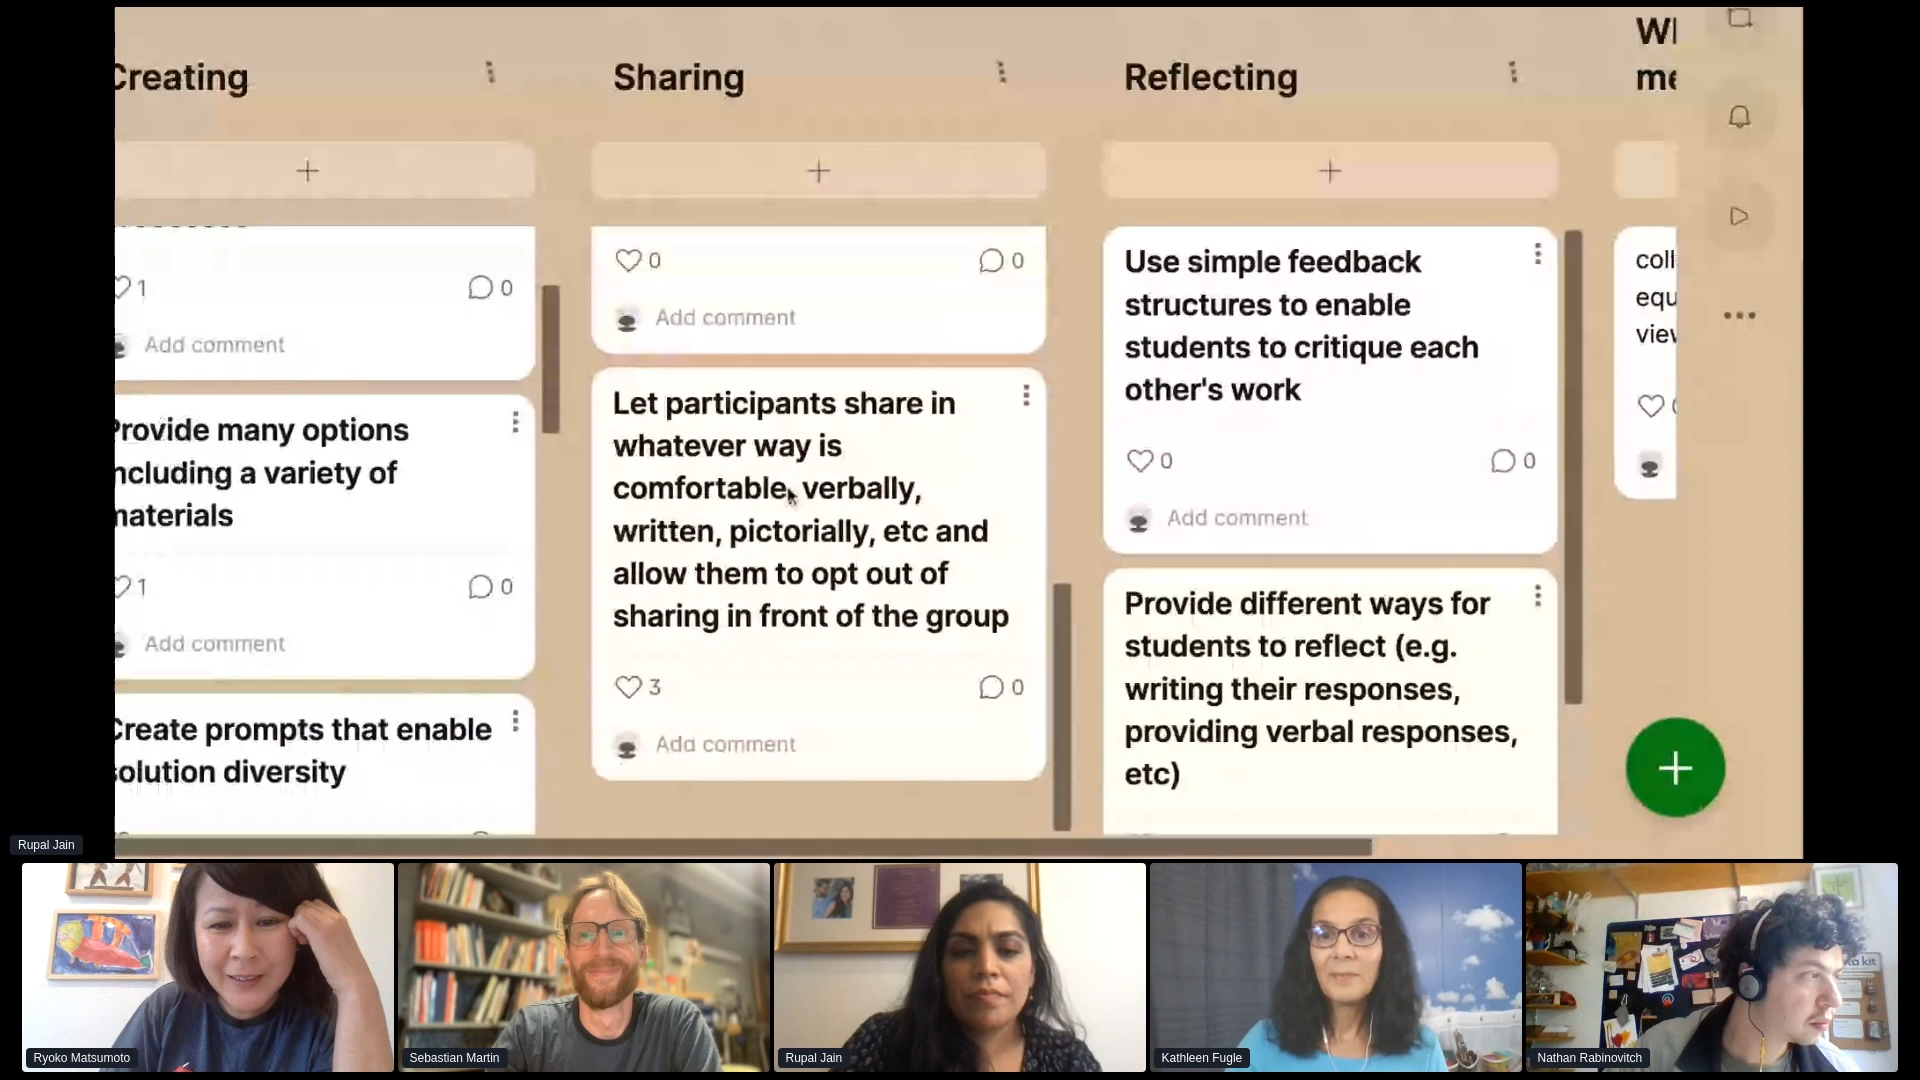 Creating
Sharing
Reflecting
me
1
0
Add comment
Provide many options
including a variety of
materials
1
0
Add comment
Create prompts that enable
solution diversity
0
0
Add comment
Let participants share in
whatever way is
comfortable, verbally,
written, pictorially, etc and
allow them to opt out of
sharing in front of the group
3
0
Add comment
Use simple feedback
structures to enable
students to critique each
other's work
0
0
Add comment
Provide different ways for
students to reflect (e.g.
writing their responses,
providing verbal responses,
etc)
coll
equ
view
Rupal Jain
Ryoko Matsumoto
Sebastian Martin
Rupal Jain
Kathleen Fugle
Nathan Rabinovitch